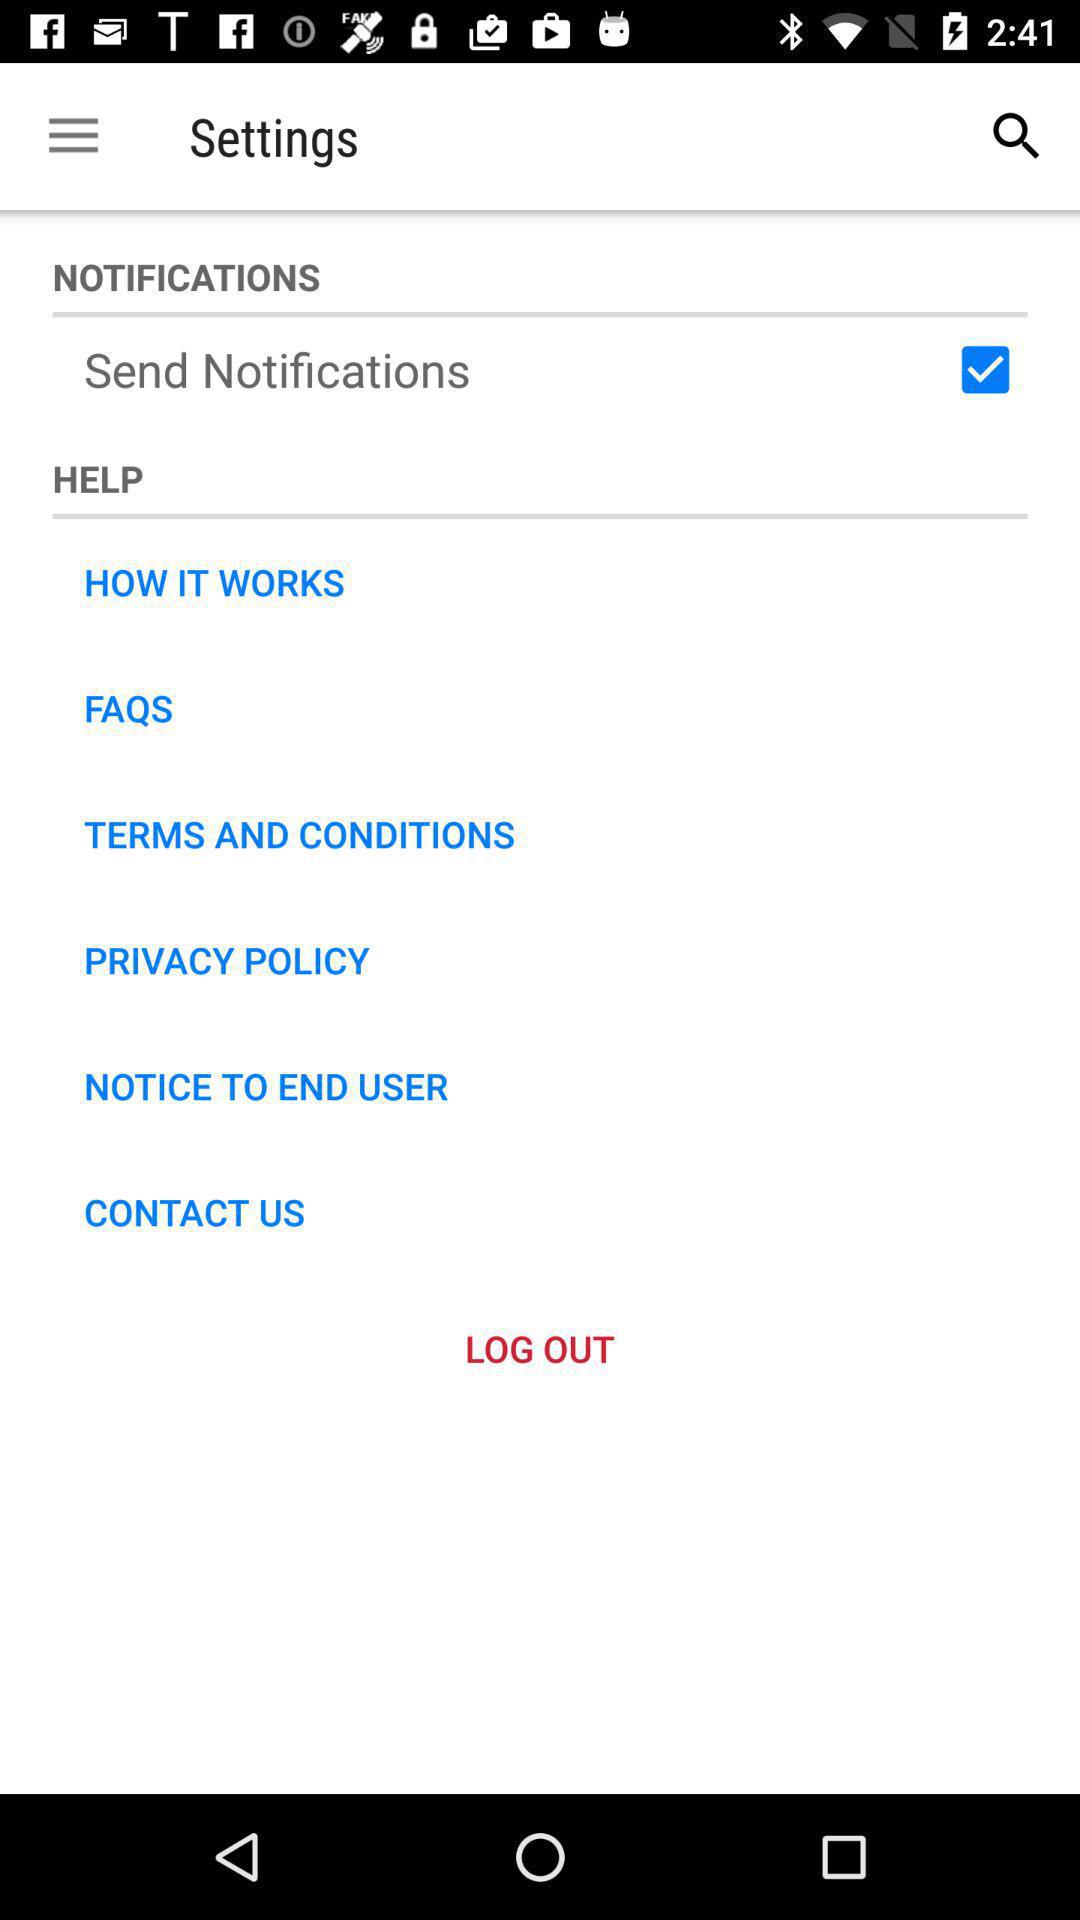 FAKE
2:41
Settings
NOTIFICATIONS
Send Notifications
HELP
HOW IT WORKS
FAQS
TERMS AND CONDITIONS
PRIVACY POLICY
NOTICE TO END USER
CONTACT US
LOG OUT